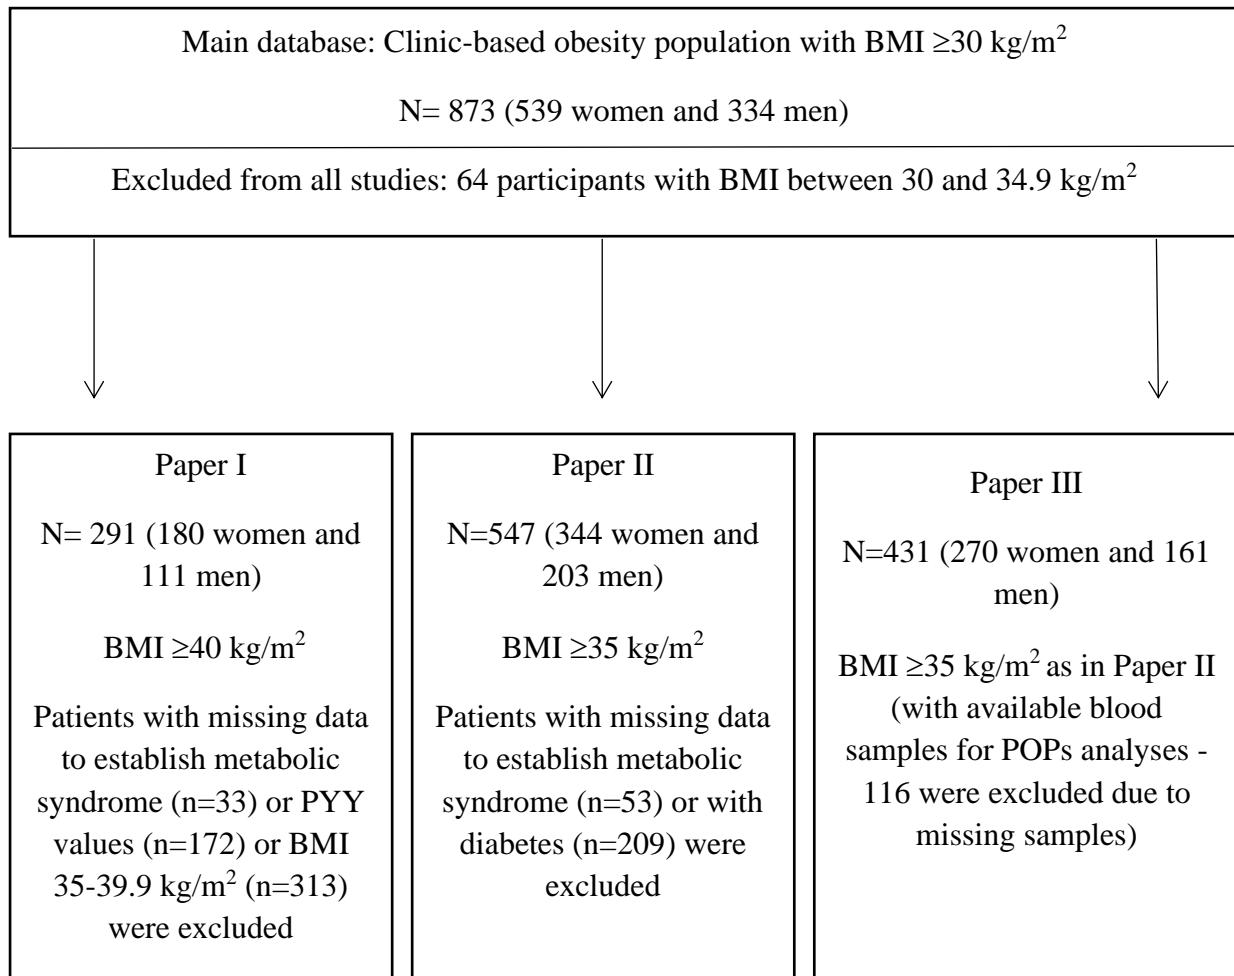 Main database: Clinic-based obesity population with BMI ≥30 kg/m²
N= 873 (539 women and 334 men)
Excluded from all studies: 64 participants with BMI between 30 and 34.9 kg/m²
Paper I
N= 291 (180 women and
111 men)
BMI ≥40 kg/m²
Patients with missing data
to establish metabolic
syndrome (n=33) or PYY
values (n=172) or BMI
35-39.9 kg/m² (n=313)
were excluded
Paper II
N=547 (344 women and
203 men)
BMI ≥35 kg/m²
Patients with missing data
to establish metabolic
syndrome (n=53) or with
diabetes (n=209) were
excluded
Paper III
N=431 (270 women and 161
men)
BMI ≥35 kg/m² as in Paper II
(with available blood
samples for POPs analyses -
116 were excluded due to
missing samples)